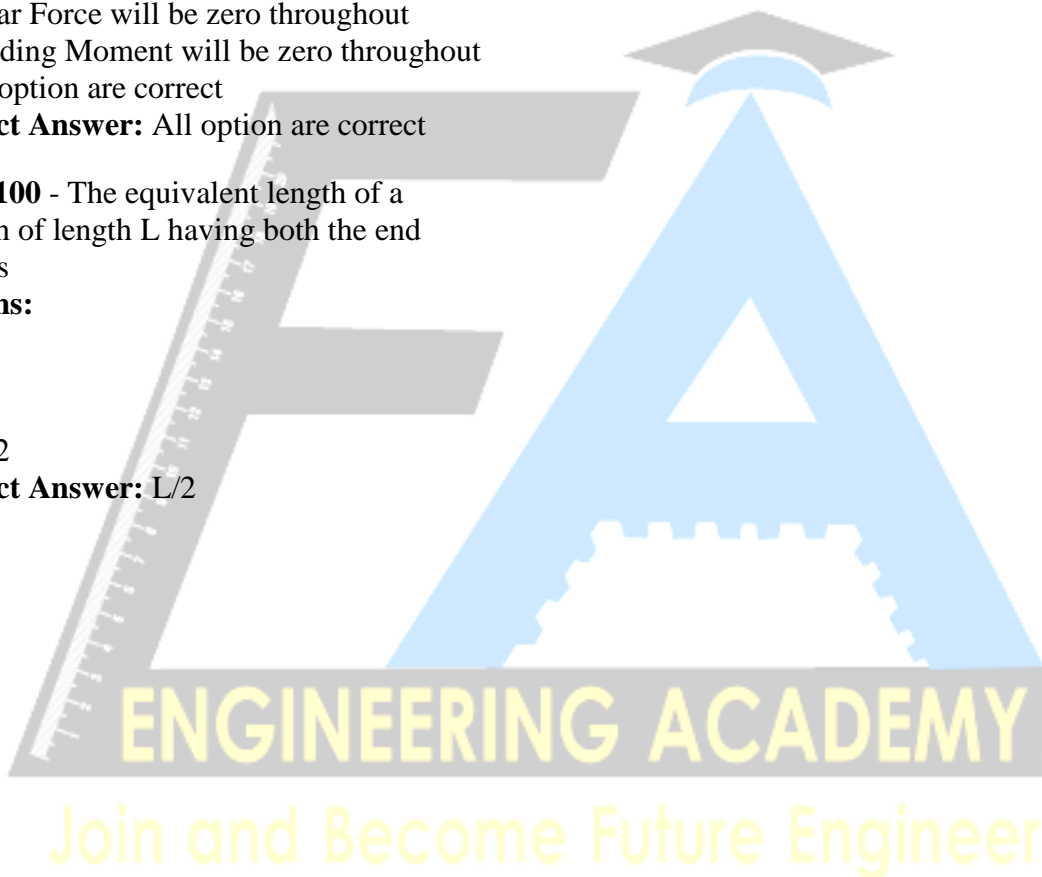 ar Force will be zero throughout
ding Moment will be zero throughout
option are correct
ct Answer: All option are correct
100 - The equivalent length of a
n of length L having both the end
s
ns:
2
ct Answer: L/2
ENGINEERING ACADEMY
Join and Become Future Engineer